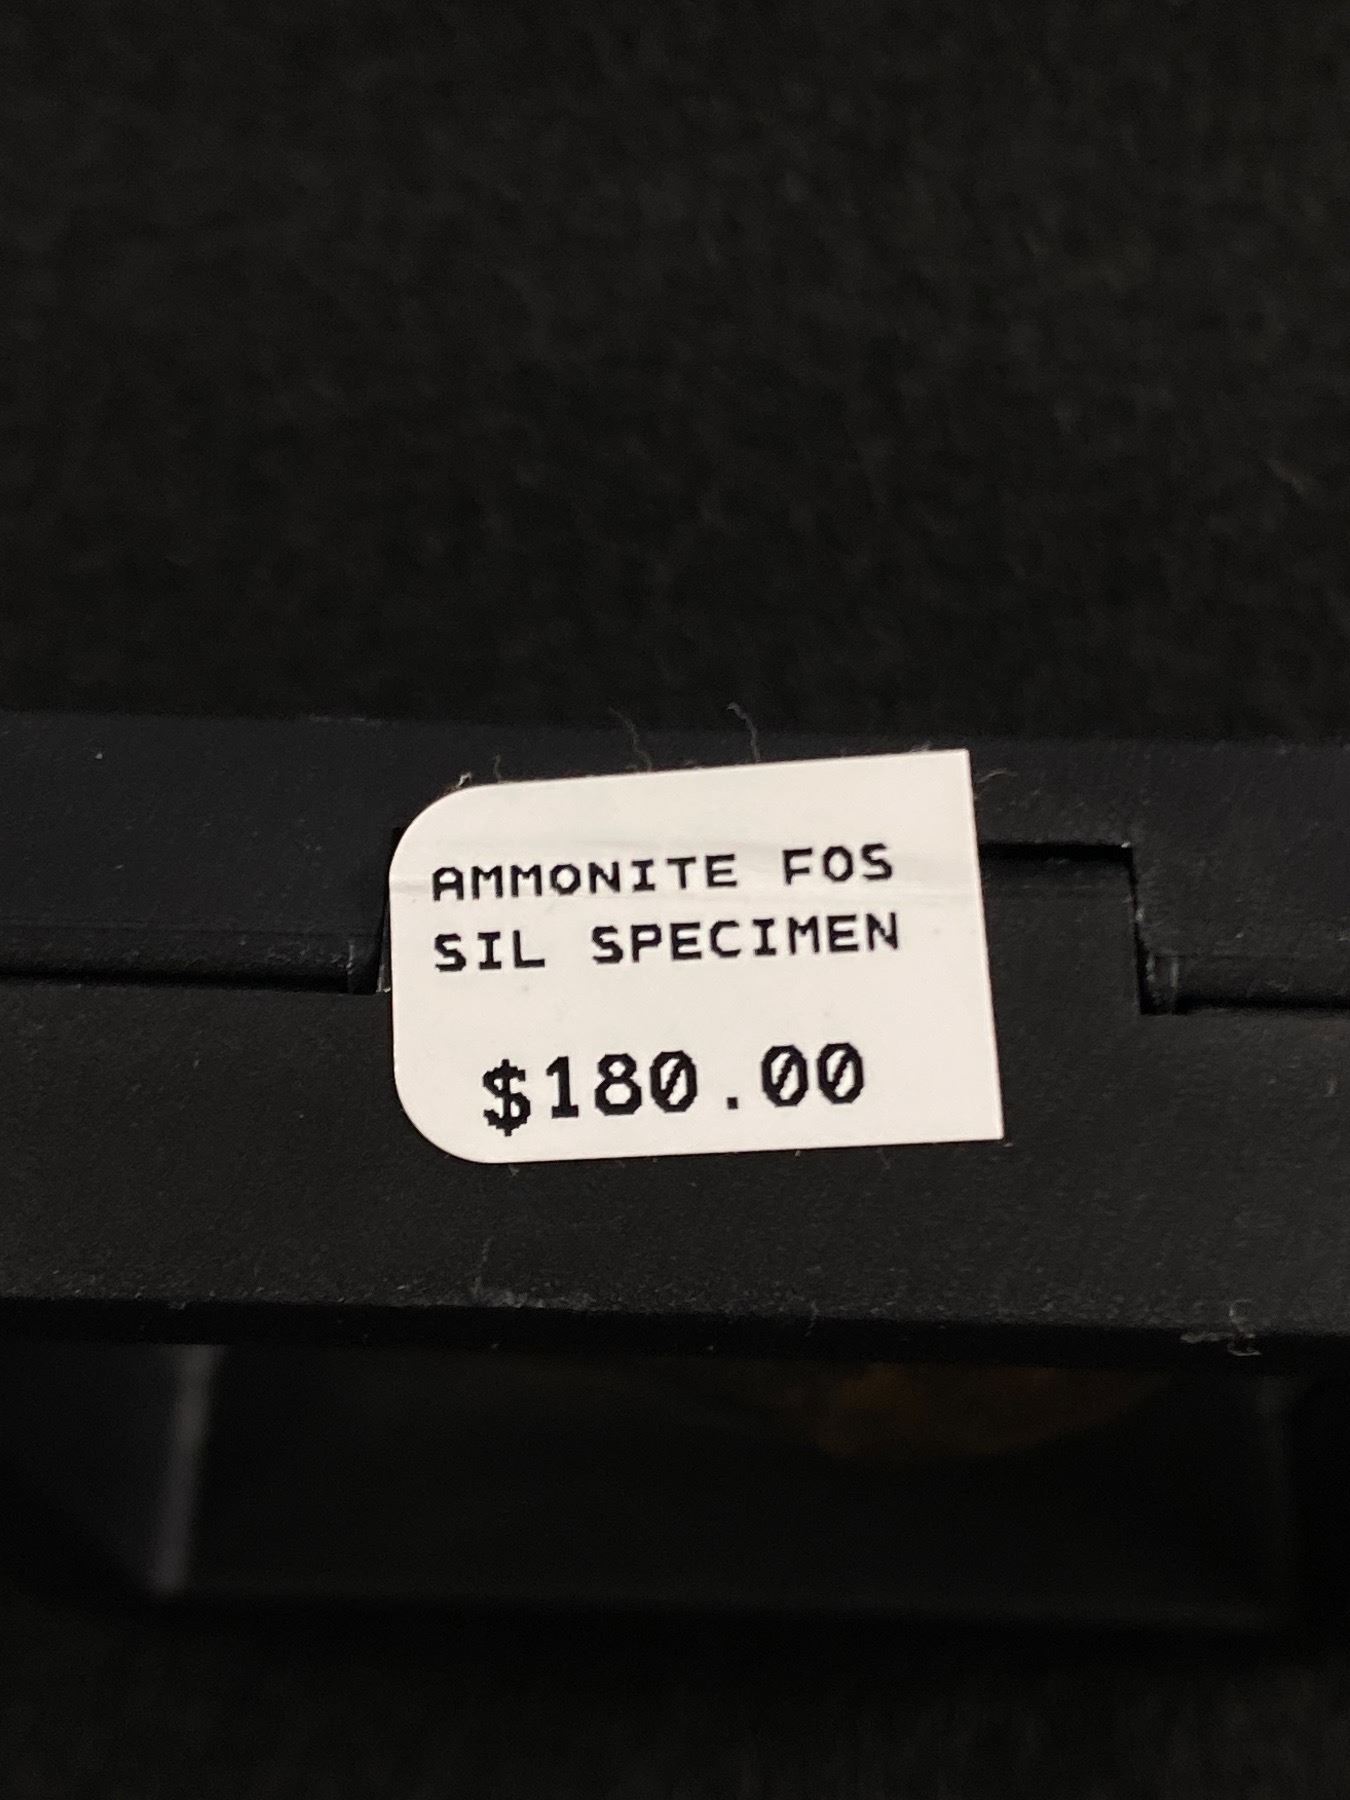 AMMONITE FOS
SIL SPECIMEN
$180.00